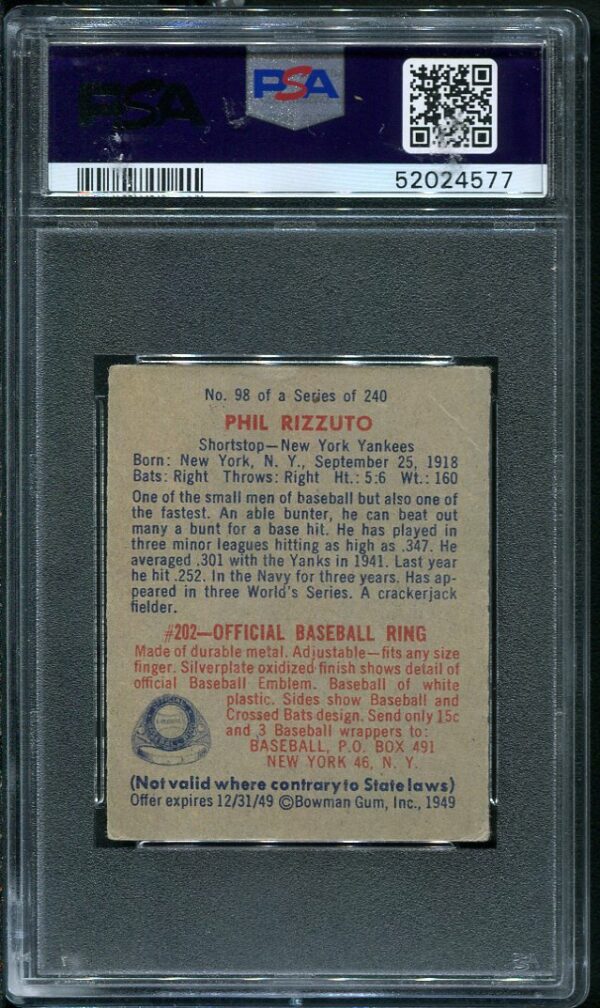 PSA
PSA
52024577
No. 98 of a Series of 240
PHIL RIZZUTO
Shortstop—New York Yankees
Born: New York, N. Y., September 25, 1918
Bats: Right Throws: Right Ht.: 5:6 Wt.: 160
One of the small men of baseball but also one of
the fastest. An able bunter, he can beat out
many a bunt for a base hit. He has played in
three minor leagues hitting as high as .347. He
averaged .301 with the Yanks in 1941. Last year
he hit .252. In the Navy for three years. Has ap-
peared in three World's Series. A crackerjack
fielder.
#202—OFFICIAL BASEBALL RING
Made of durable metal. Adjustable—fits any size
finger. Silverplate oxidized finish shows detail of
official Baseball Emblem. Baseball of white
plastic. Sides show Baseball and
Crossed Bats design. Send only 15c
and 3 Baseball wrappers to:
BASEBALL, P.O. BOX 491
NEW YORK 46, N. Y.
(Not valid where contrary to State laws)
Offer expires 12/31/49 ©Bowman Gum, Inc., 1949